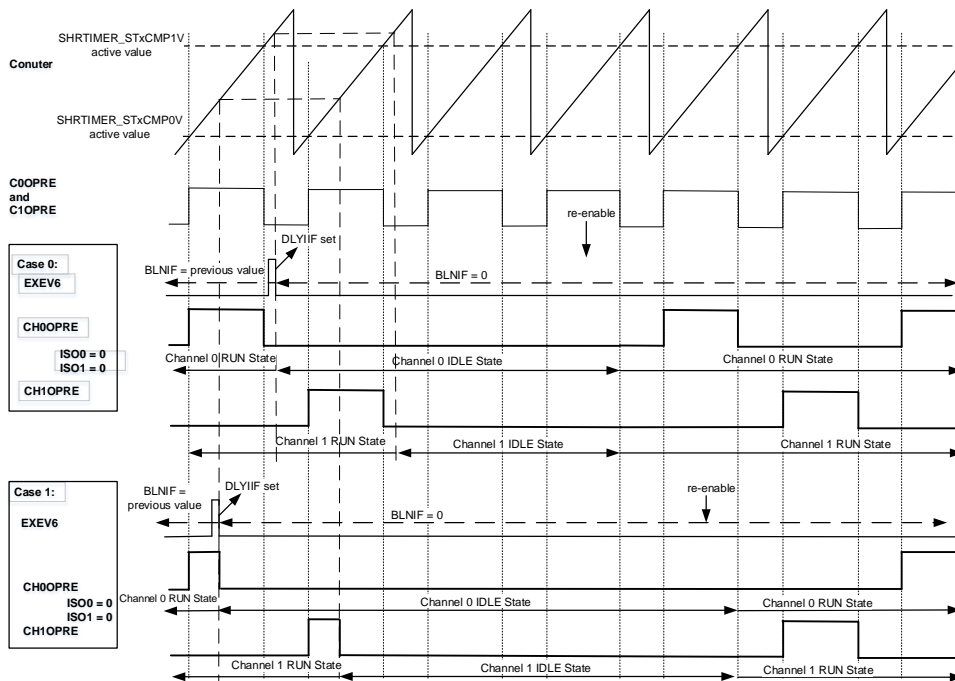 SHRTIMER_STxCMP1V
active value
Conuter
SHRTIMER_STxCMP0V
active value
C0OPRE
and
C1OPRE
re-enable
DLYIIF set
Case 0:
BLNIF = previous value
BLNIF = 0
EXEV6
CH0OPRE
ISO0 = 0
ISO1 = 0
Channel 0 RUN State
Channel 0 IDLE State
Channel 0 RUN State
CH1OPRE
Channel 1 RUN State
Channel 1 IDLE State
Channel 1 RUN State
Case 1:
BLNIF =
previous value
DLYIIF set
re-enable
BLNIF = 0
EXEV6
CH0OPRE
ISO0 = 0
ISO1 = 0
Channel 0 RUN State
Channel 0 IDLE State
Channel 0 RUN State
CH1OPRE
Channel 1 RUN State
Channel 1 IDLE State
Channel 1 RUN State